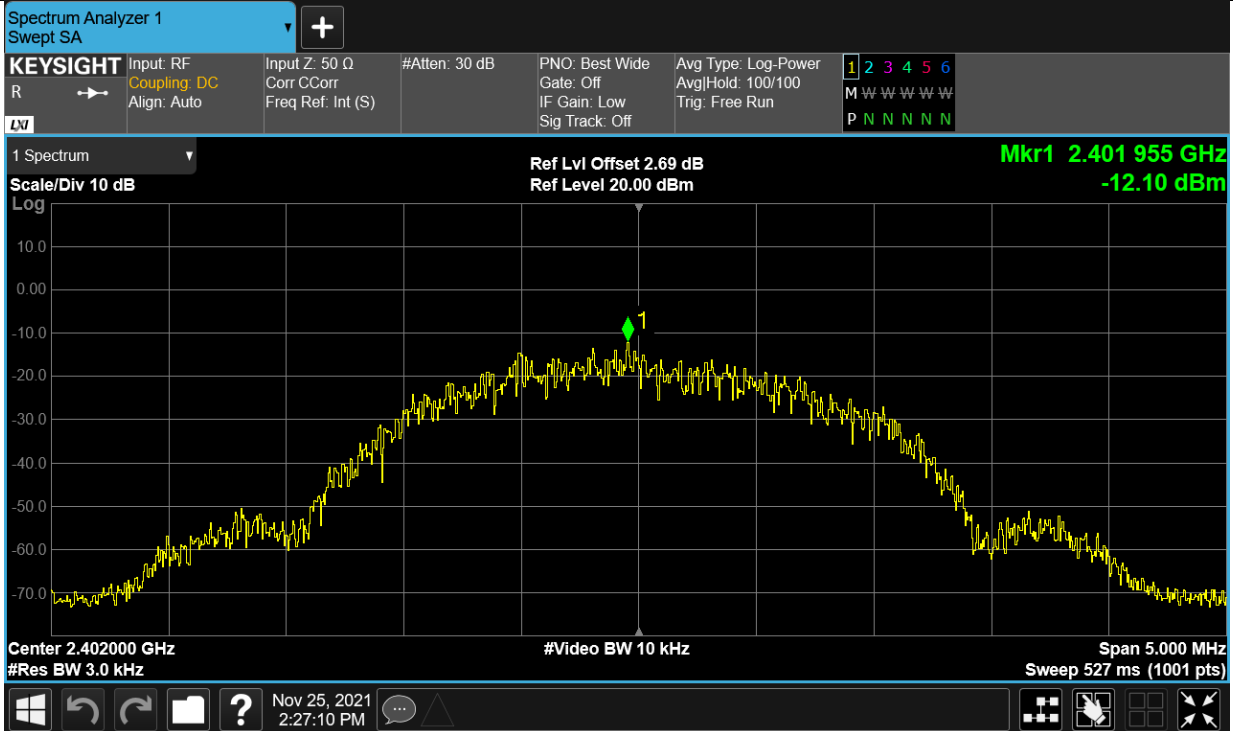 Spectrum Analyzer 1
Swept SA
+
KEYSIGHT
R
LXI
Input: RF
Coupling: DC
Align: Auto
Input Z: 50 Ω
Corr CCorr
Freq Ref: Int (S)
#Atten: 30 dB
PNO: Best Wide
Gate: Off
IF Gain: Low
Sig Track: Off
Avg Type: Log-Power
Avg|Hold: 100/100
Trig: Free Run
1 2 3 4 5 6
M W W W W W
P N N N N N
1 Spectrum
Scale/Div 10 dB
Log
Ref Lvl Offset 2.69 dB
Ref Level 20.00 dBm
Mkr1 2.401 955 GHz
-12.10 dBm
10.0
0.00
-10.0
-20.0
-30.0
-40.0
-50.0
-60.0
-70.0
1
Center 2.402000 GHz
#Res BW 3.0 kHz
#Video BW 10 kHz
Span 5.000 MHz
Sweep 527 ms (1001 pts)
?
Nov 25, 2021
2:27:10 PM